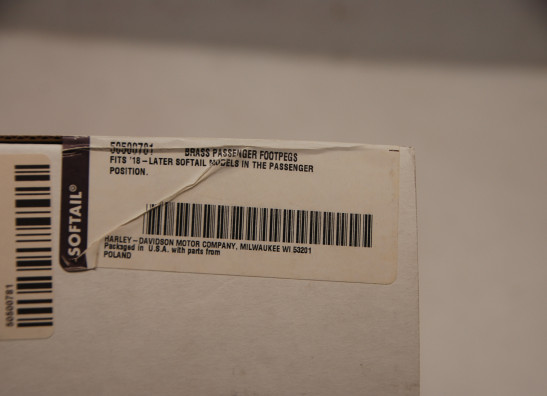 50500781 BRASS PASSENGER FOOTPEGS
FITS '18-LATER SOFTAIL MODELS IN THE PASSENGER
POSITION.
SOFTAIL®
HARLEY-DAVIDSON MOTOR COMPANY, MILWAUKEE WI 53201
Packaged in U.S.A. with parts from
POLAND
50500781